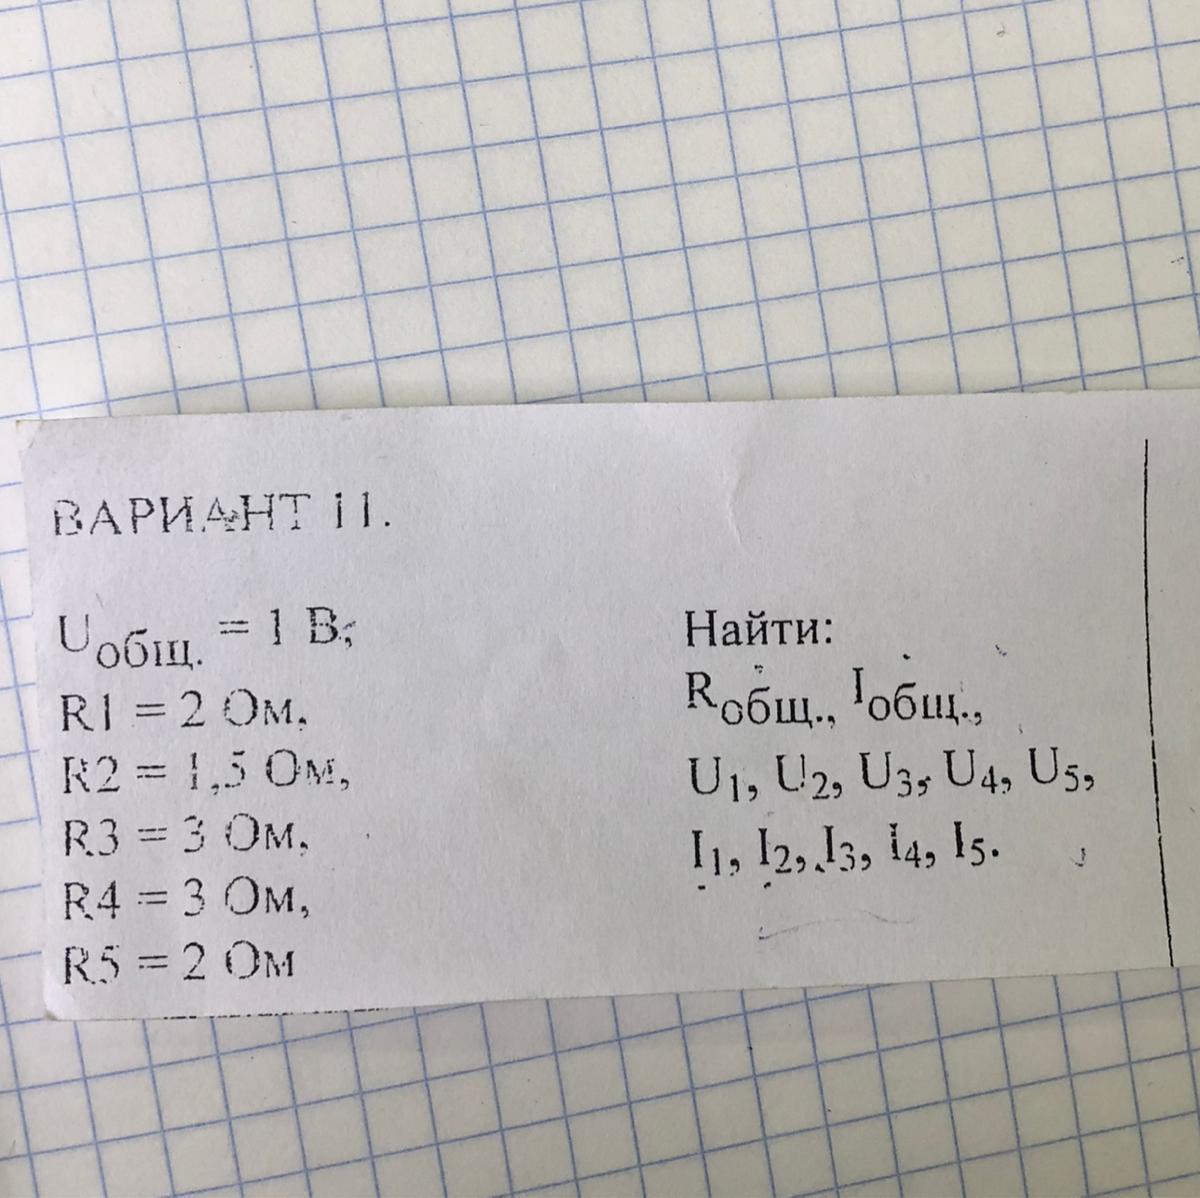 ВАРИАНТ 11.
Uобщ. = 1 В;
R1 = 2 Ом,
R2 = 1,5 Ом,
R3 = 3 Ом,
R4 = 3 Ом,
R5 = 2 Ом
Найти:
Rобщ., Iобщ.,
U1, U2, U3, U4, U5,
I1, I2, I3, I4, I5.